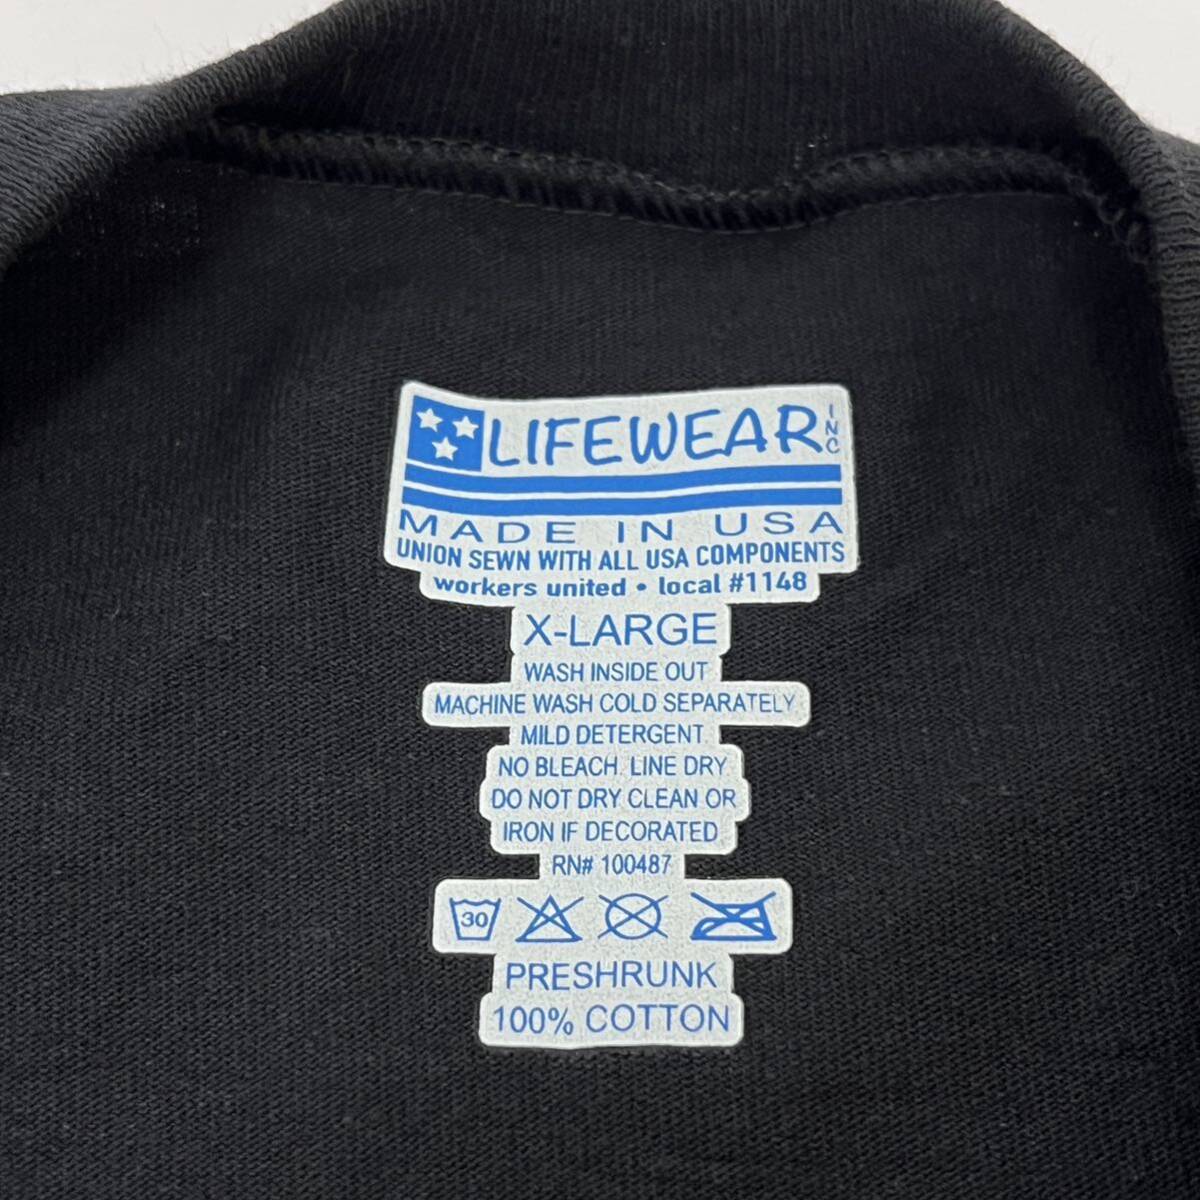 LIFEWEAR INC
MADE IN USA
UNION SEWN WITH ALL USA COMPONENTS
workers united • local #1148
X-LARGE
WASH INSIDE OUT
MACHINE WASH COLD SEPARATELY
MILD DETERGENT.
NO BLEACH. LINE DRY.
DO NOT DRY CLEAN OR
IRON IF DECORATED
RN# 100487
30
PRESHRUNK
100% COTTON